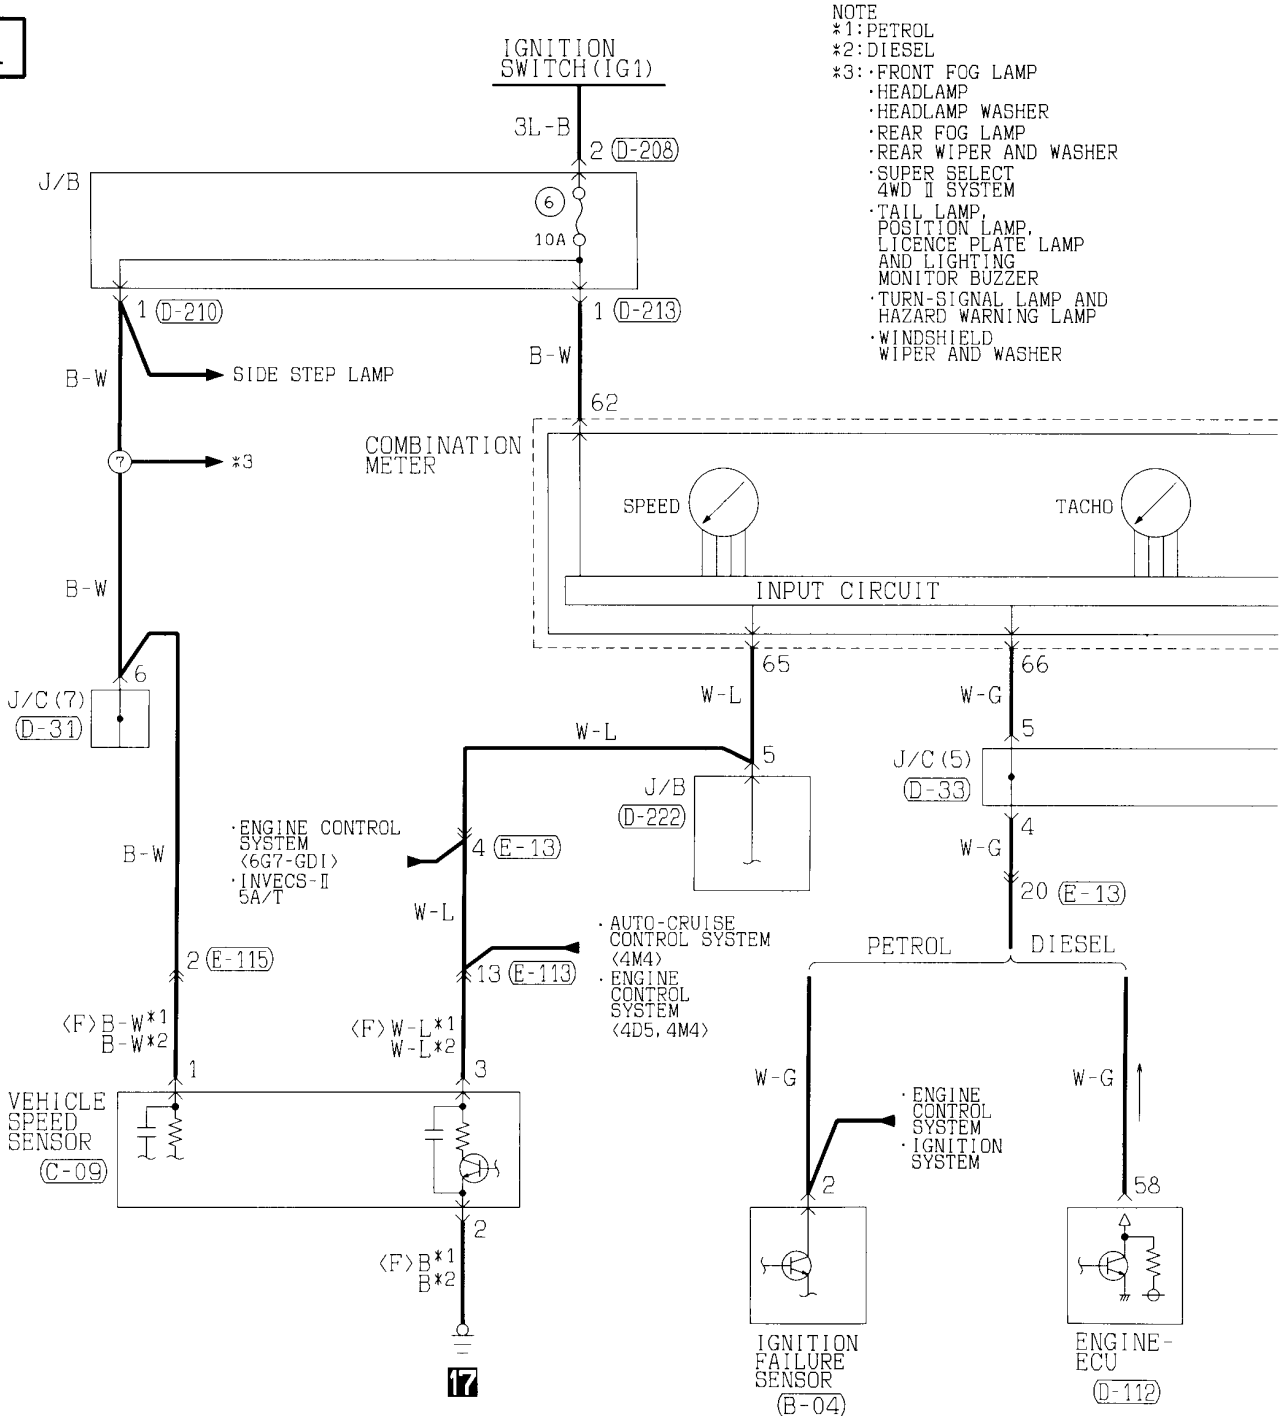 NOTE
*1:PETROL
*2:DIESEL
*3:·FRONT FOG LAMP
·HEADLAMP
·HEADLAMP WASHER
·REAR FOG LAMP
·REAR WIPER AND WASHER
·SUPER SELECT
4WD Ⅱ SYSTEM
·TAIL LAMP,
POSITION LAMP,
LICENCE PLATE LAMP
AND LIGHTING
MONITOR BUZZER
·TURN-SIGNAL LAMP AND
HAZARD WARNING LAMP
·WINDSHIELD
WIPER AND WASHER
IGNITION
SWITCH(IG1)
3L-B
2 (D-208)
J/B
6
10A
1 (D-210)
1 (D-213)
B-W
B-W
SIDE STEP LAMP
62
7
*3
COMBINATION
METER
SPEED
TACHO
INPUT CIRCUIT
B-W
65
66
6
J/C(7)
(D-31)
W-L
W-G
W-L
5
5
J/B
(D-222)
J/C(5)
(D-33)
4
·ENGINE CONTROL
SYSTEM
<6G7-GDI>
·INVECS-Ⅱ
5A/T
B-W
4 (E-13)
W-G
20 (E-13)
W-L
·AUTO-CRUISE
CONTROL SYSTEM
<4M4>
·ENGINE
CONTROL
SYSTEM
<4D5,4M4>
PETROL
DIESEL
2 (E-115)
13 (E-113)
<F>B-W*1
B-W*2
<F>W-L*1
W-L*2
1
3
W-G
W-G
·ENGINE
CONTROL
SYSTEM
·IGNITION
SYSTEM
VEHICLE
SPEED
SENSOR
(C-09)
2
2
58
<F>B*1
B*2
17
IGNITION
FAILURE
SENSOR
(B-04)
ENGINE-
ECU
(D-112)